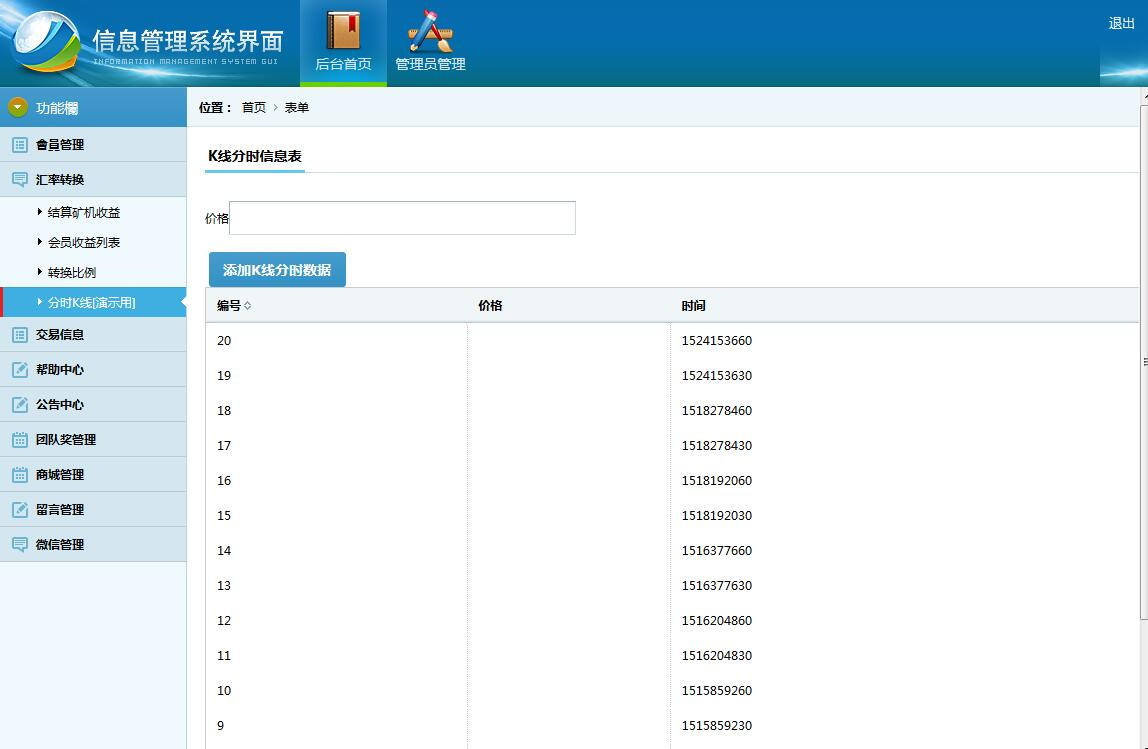 信息管理系统界面
INFORMATION MANAGEMENT SYSTEM GUI
后台首页
管理员管理
退出
功能欄
會員管理
汇率转换
结算矿机收益
会员收益列表
转换比例
分时K线[演示用]
交易信息
帮助中心
公告中心
团队奖管理
商城管理
留言管理
微信管理
位置： 首页 › 表单
K线分时信息表
价格
添加K线分时数据
编号 价格 时间
20 1524153660
19 1524153630
18 1518278460
17 1518278430
16 1518192060
15 1518192030
14 1516377660
13 1516377630
12 1516204860
11 1516204830
10 1515859260
9 1515859230